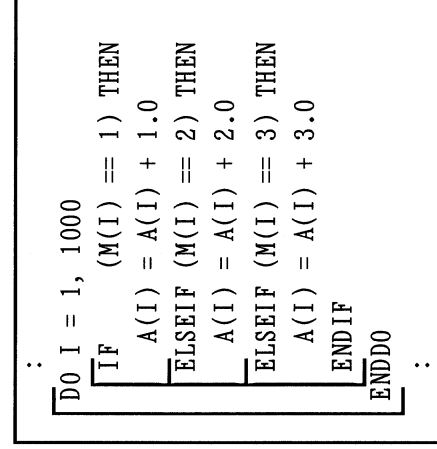 :
DO I = 1, 1000
IF (M(I) == 1) THEN
A(I) = A(I) + 1.0
ELSEIF (M(I) == 2) THEN
A(I) = A(I) + 2.0
ELSEIF (M(I) == 3) THEN
A(I) = A(I) + 3.0
ENDIF
ENDDO
: